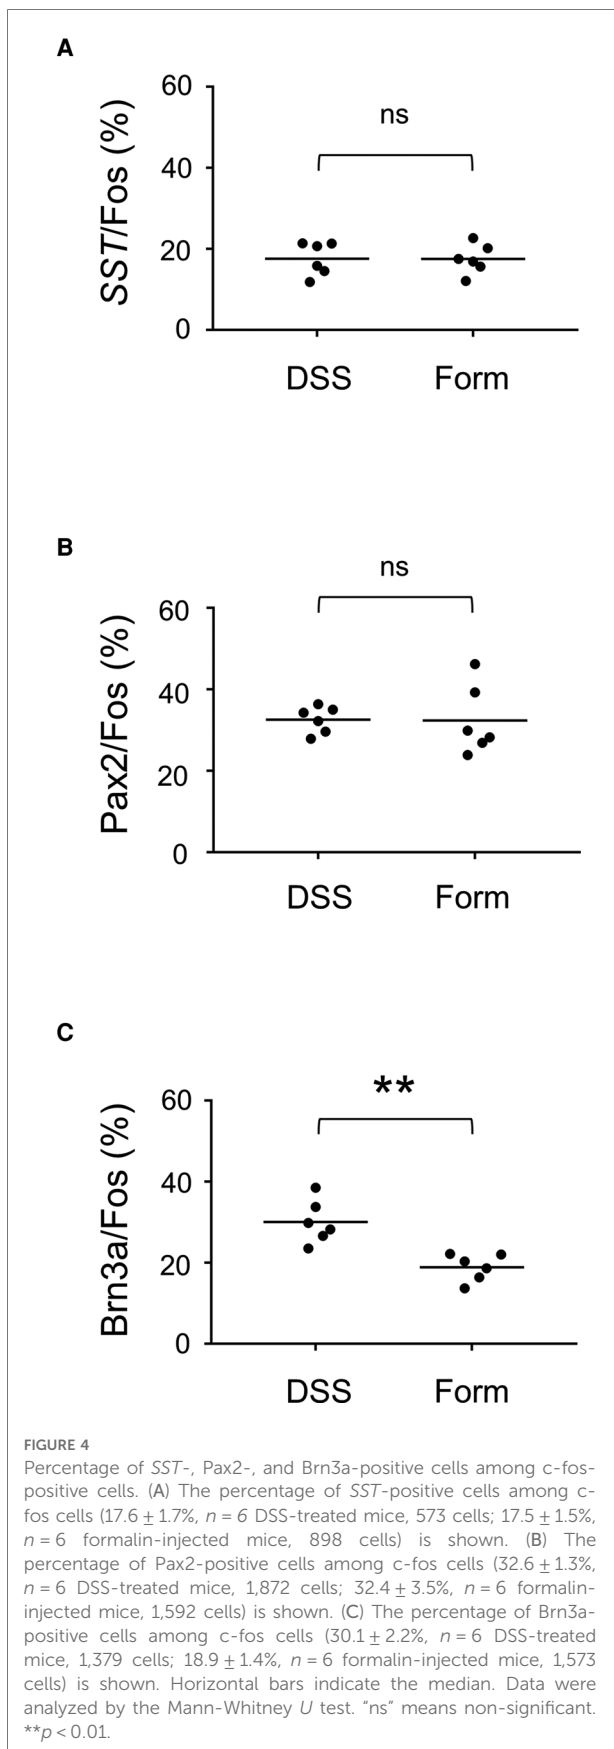 A
60
ns
40
20
0
SST/Fos (%)
DSS
Form
B
ns
60
40
20
0
Pax2/Fos (%)
DSS
Form
C
**
60
40
20
0
Brn3a/Fos (%)
DSS
Form
FIGURE 4
Percentage of SST-, Pax2-, and Brn3a-positive cells among c-fos-
positive cells. (A) The percentage of SST-positive cells among c-
fos cells (17.6 ± 1.7%, n = 6 DSS-treated mice, 573 cells; 17.5 ± 1.5%,
n = 6 formalin-injected mice, 898 cells) is shown. (B) The
percentage of Pax2-positive cells among c-fos cells (32.6 ± 1.3%,
n = 6 DSS-treated mice, 1,872 cells; 32.4 ± 3.5%, n = 6 formalin-
injected mice, 1,592 cells) is shown. (C) The percentage of Brn3a-
positive cells among c-fos cells (30.1 ± 2.2%, n = 6 DSS-treated
mice, 1,379 cells; 18.9 ± 1.4%, n = 6 formalin-injected mice, 1,573
cells) is shown. Horizontal bars indicate the median. Data were
analyzed by the Mann-Whitney U test. “ns” means non-significant.
**p < 0.01.